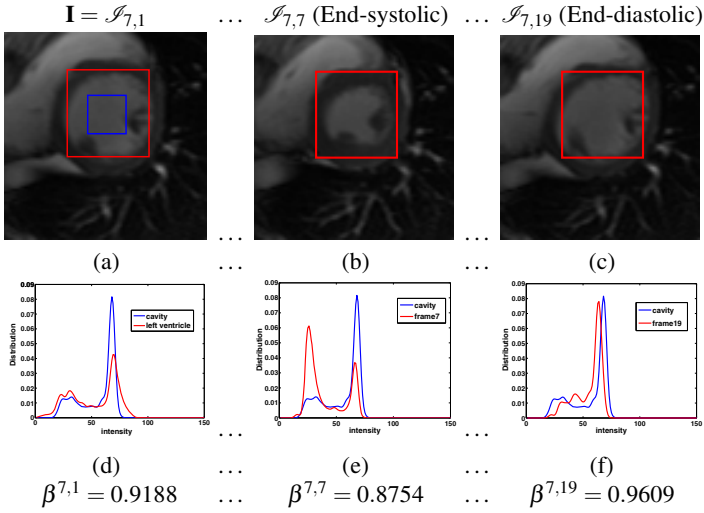 𝐈 = ℐ7,1 … ℐ7,7 (End-systolic) … ℐ7,19 (End-diastolic)
… …
(a) … (b) … (c)
0.09
0.08
0.07
0.06
0.05
0.04
0.03
0.02
0.01
0
Distribution
cavity
left ventricle
0 50 100 150
intensity
0.09
0.08
0.07
0.06
0.05
0.04
0.03
0.02
0.01
0
Distribution
cavity
frame7
0 50 100 150
intensity
0.09
0.08
0.07
0.06
0.05
0.04
0.03
0.02
0.01
0
Distribution
cavity
frame19
0 50 100 150
intensity
… …
(d) … (e) … (f)
β7,1 = 0.9188 … β7,7 = 0.8754 … β7,19 = 0.9609